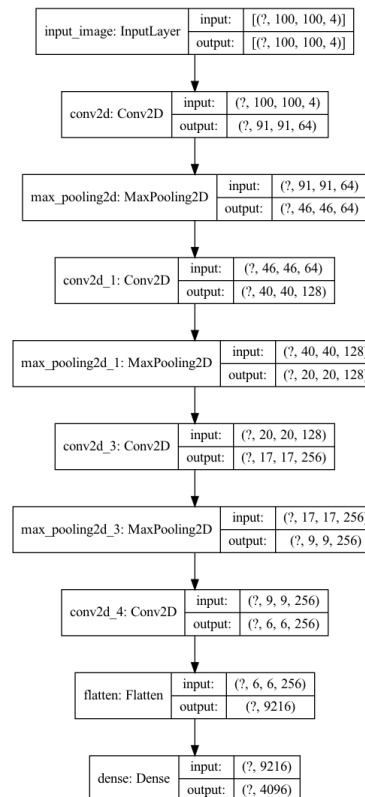 input_image: InputLayer
input: [(?, 100, 100, 4)]
output: [(?, 100, 100, 4)]
conv2d: Conv2D
input: (?, 100, 100, 4)
output: (?, 91, 91, 64)
max_pooling2d: MaxPooling2D
input: (?, 91, 91, 64)
output: (?, 46, 46, 64)
conv2d_1: Conv2D
input: (?, 46, 46, 64)
output: (?, 40, 40, 128)
max_pooling2d_1: MaxPooling2D
input: (?, 40, 40, 128)
output: (?, 20, 20, 128)
conv2d_3: Conv2D
input: (?, 20, 20, 128)
output: (?, 17, 17, 256)
max_pooling2d_3: MaxPooling2D
input: (?, 17, 17, 256)
output: (?, 9, 9, 256)
conv2d_4: Conv2D
input: (?, 9, 9, 256)
output: (?, 6, 6, 256)
flatten: Flatten
input: (?, 6, 6, 256)
output: (?, 9216)
dense: Dense
input: (?, 9216)
output: (?, 4096)